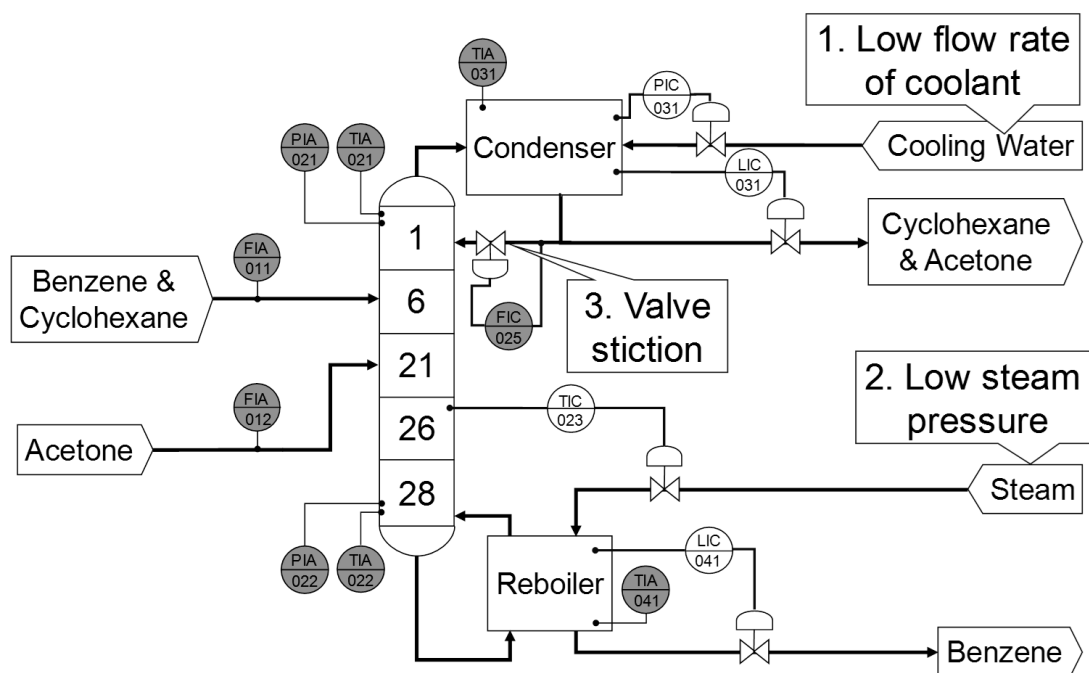 TIA
031
1. Low flow rate
of coolant
PIC
031
PIA
021
TIA
021
Condenser
Cooling Water
LIC
031
1
Cyclohexane
& Acetone
FIA
011
Benzene &
Cyclohexane
6
FIC
025
3. Valve
stiction
21
2. Low steam
pressure
FIA
012
TIC
023
Acetone
26
28
Steam
PIA
022
TIA
022
LIC
041
Reboiler
TIA
041
Benzene